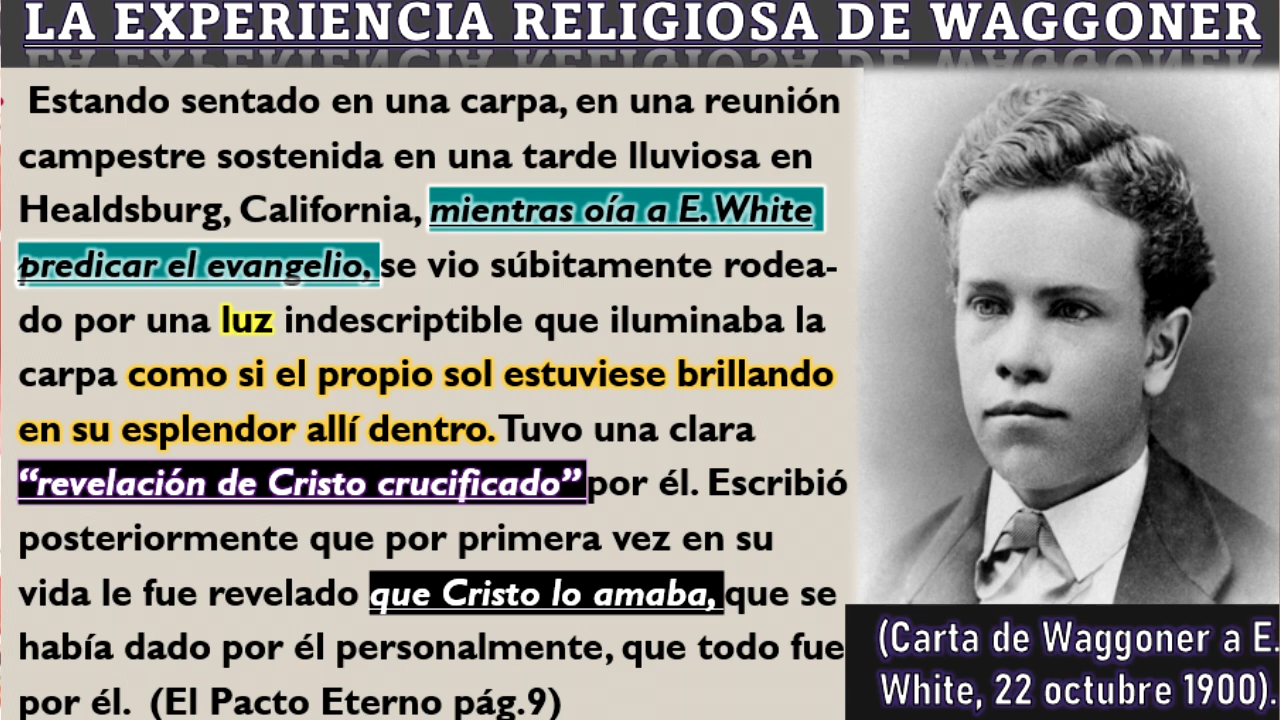 LA EXPERIENCIA RELIGIOSA DE WAGGONER
Estando sentado en una carpa, en una reunión
campestre sostenida en una tarde lluviosa en
Healdsburg, California, mientras oía a E. White
predicar el evangelio, se vio súbitamente rodea-
do por una luz indescriptible que iluminaba la
carpa como si el propio sol estuviese brillando
en su esplendor allí dentro. Tuvo una clara
“revelación de Cristo crucificado” por él. Escribió
posteriormente que por primera vez en su
vida le fue revelado que Cristo lo amaba, que se
había dado por él personalmente, que todo fue
por él. (El Pacto Eterno pág.9)
(Carta de Waggoner a E.
White, 22 octubre 1900).